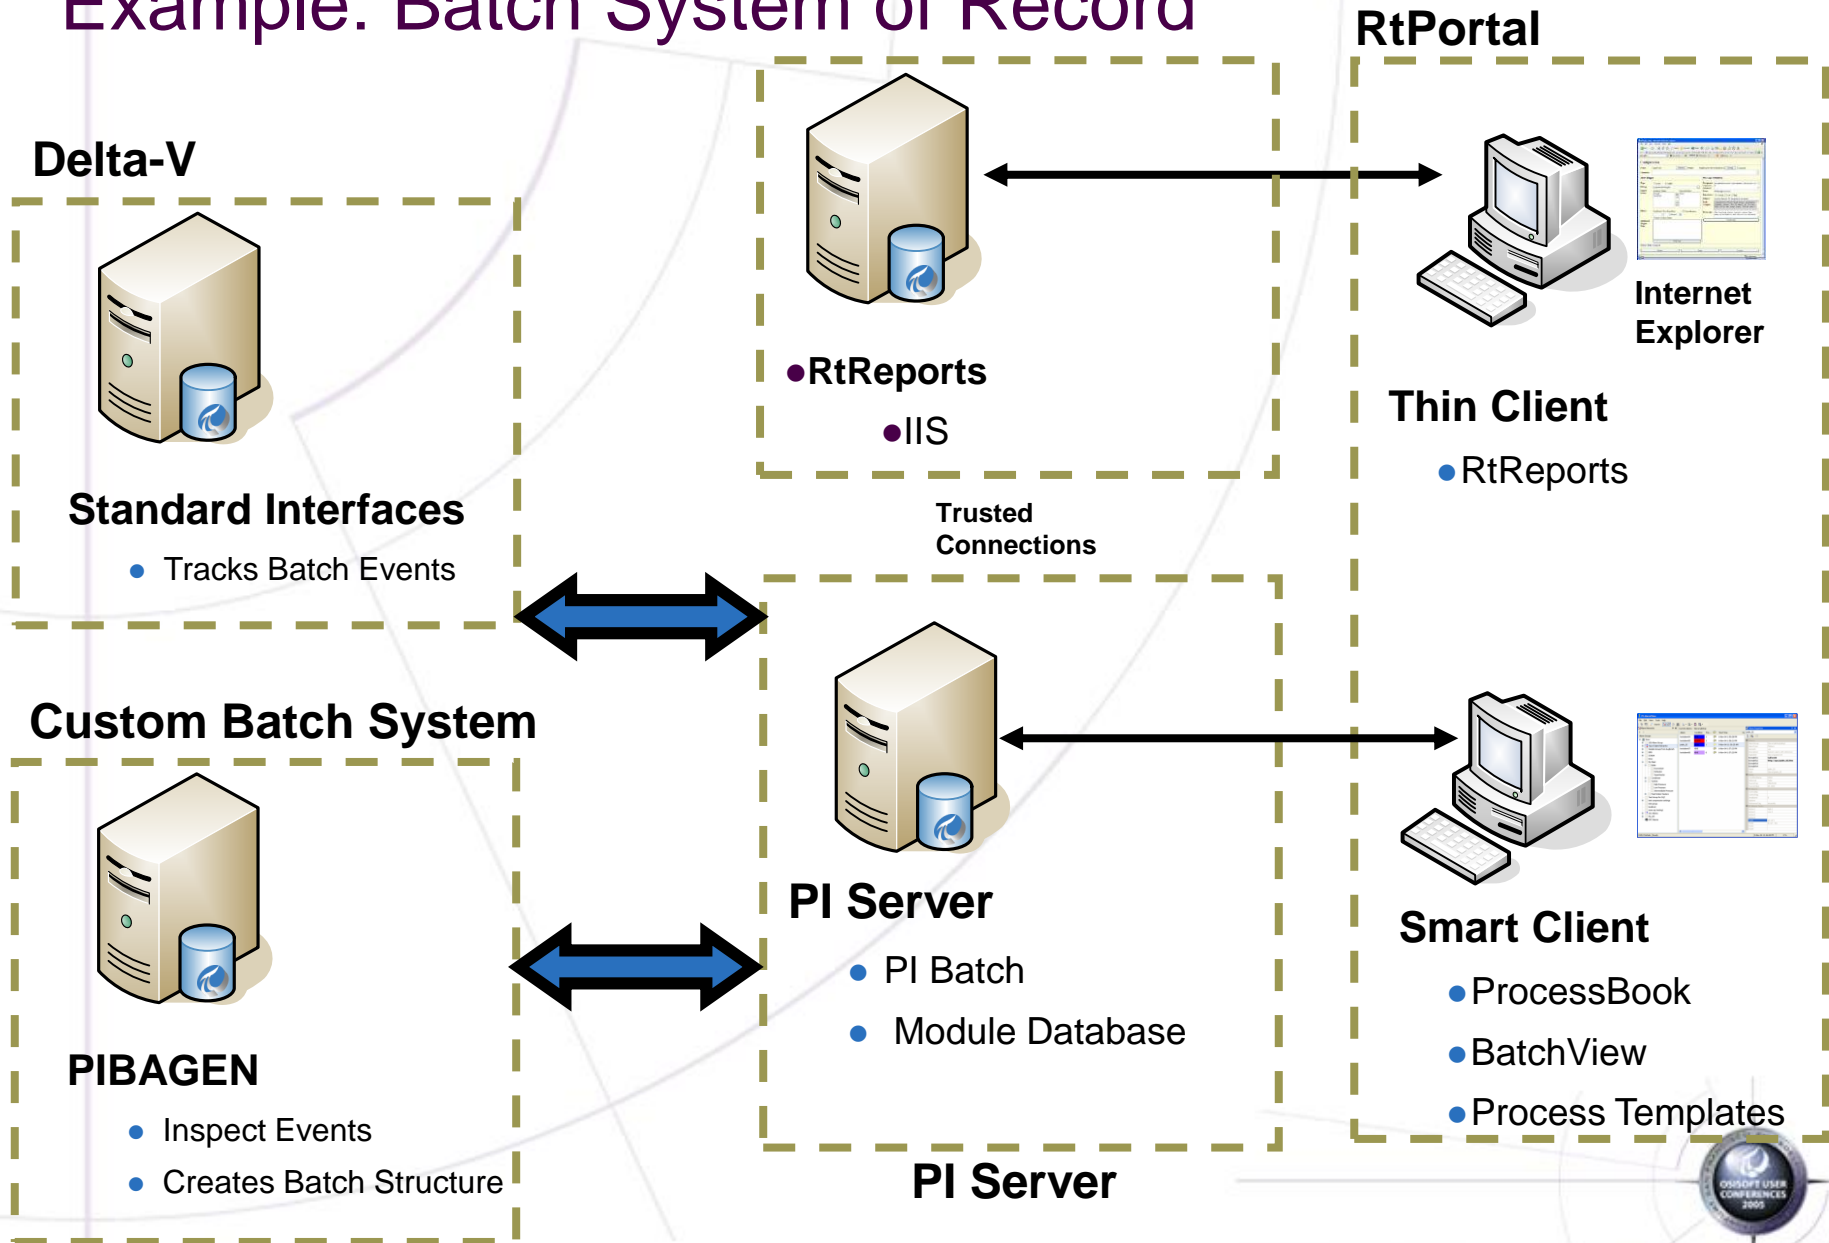 Example: Batch System of Record
RtPortal
Delta-V
Standard Interfaces
Tracks Batch Events
Custom Batch System
PIBAGEN
Inspect Events
Creates Batch Structure
RtReports
IIS
Trusted
Connections
PI Server
PI Batch
Module Database
PI Server
Internet
Explorer
Thin Client
RtReports
Smart Client
ProcessBook
BatchView
Process Templates
OSISOFT USER
CONFERENCES
2005